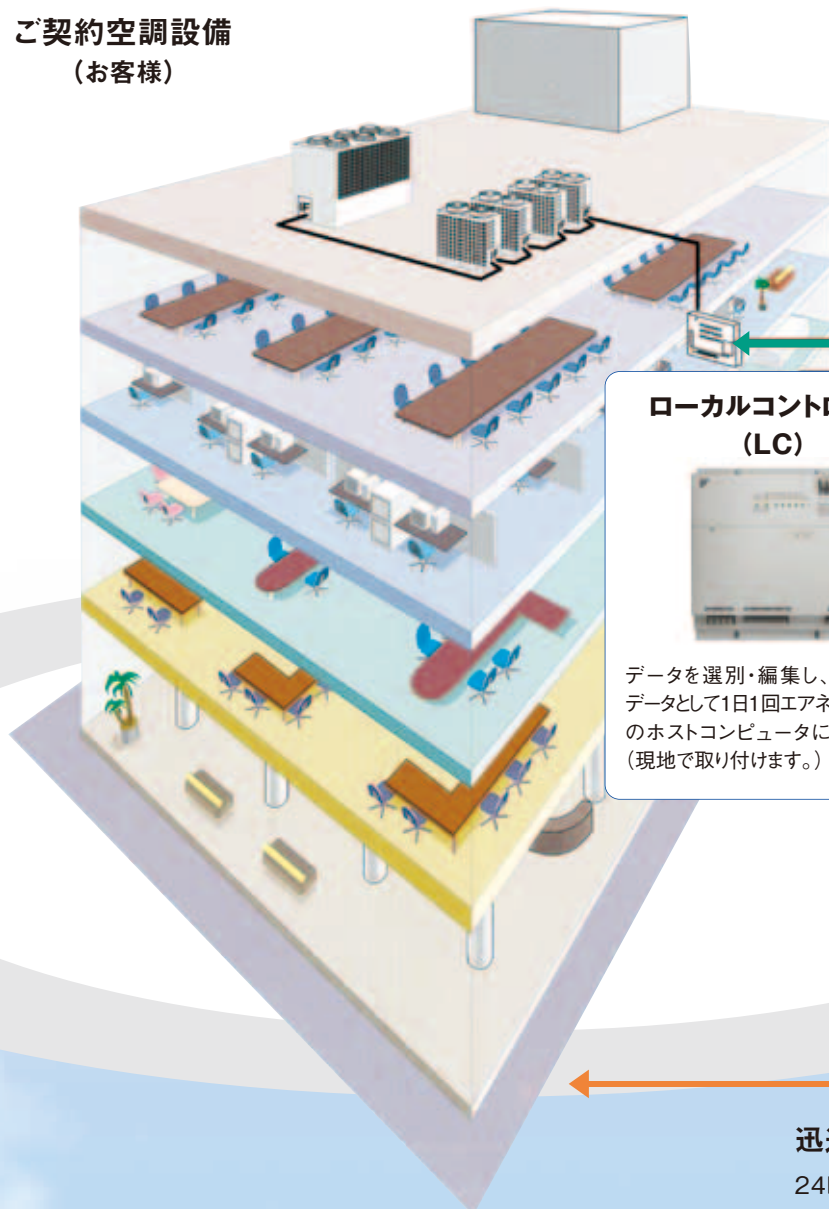 ご契約空調設備
（お客様）
ローカルコントロ
（LC）
データを選別・編集し、
データとして1日1回エアネ
のホストコンピュータに
（現地で取り付けます。）
24